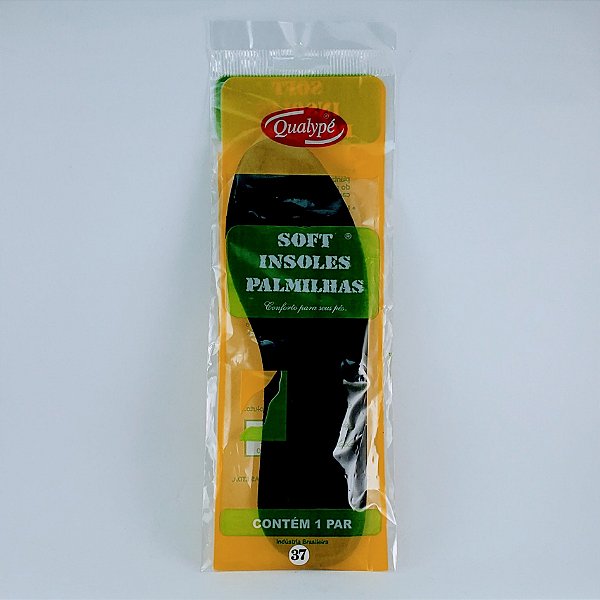 Qualypé
SOFT ®
INSOLES
PALMILHAS
Conforto para seus pés.
CONTÉM 1 PAR
Indústria Brasileira
37